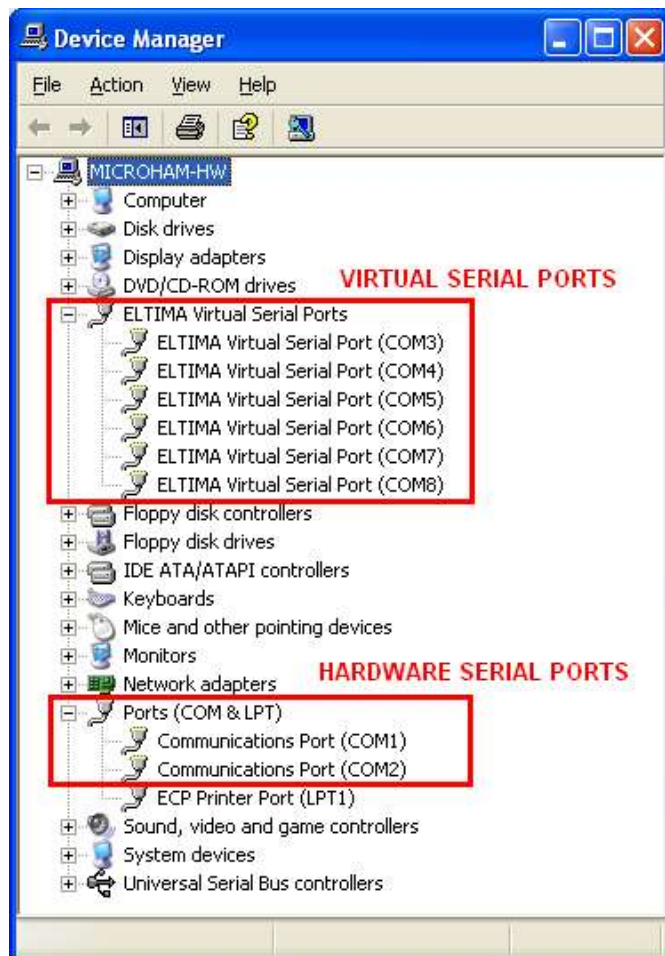 Device Manager
File Action View Help
MICROHAM-HW
Computer
Disk drives
Display adapters
DVD/CD-ROM drives
VIRTUAL SERIAL PORTS
ELTIMA Virtual Serial Ports
ELTIMA Virtual Serial Port (COM3)
ELTIMA Virtual Serial Port (COM4)
ELTIMA Virtual Serial Port (COM5)
ELTIMA Virtual Serial Port (COM6)
ELTIMA Virtual Serial Port (COM7)
ELTIMA Virtual Serial Port (COM8)
Floppy disk controllers
Floppy disk drives
IDE ATA/ATAPI controllers
Keyboards
Mice and other pointing devices
Monitors
HARDWARE SERIAL PORTS
Network adapters
Ports (COM & LPT)
Communications Port (COM1)
Communications Port (COM2)
ECP Printer Port (LPT1)
Sound, video and game controllers
System devices
Universal Serial Bus controllers